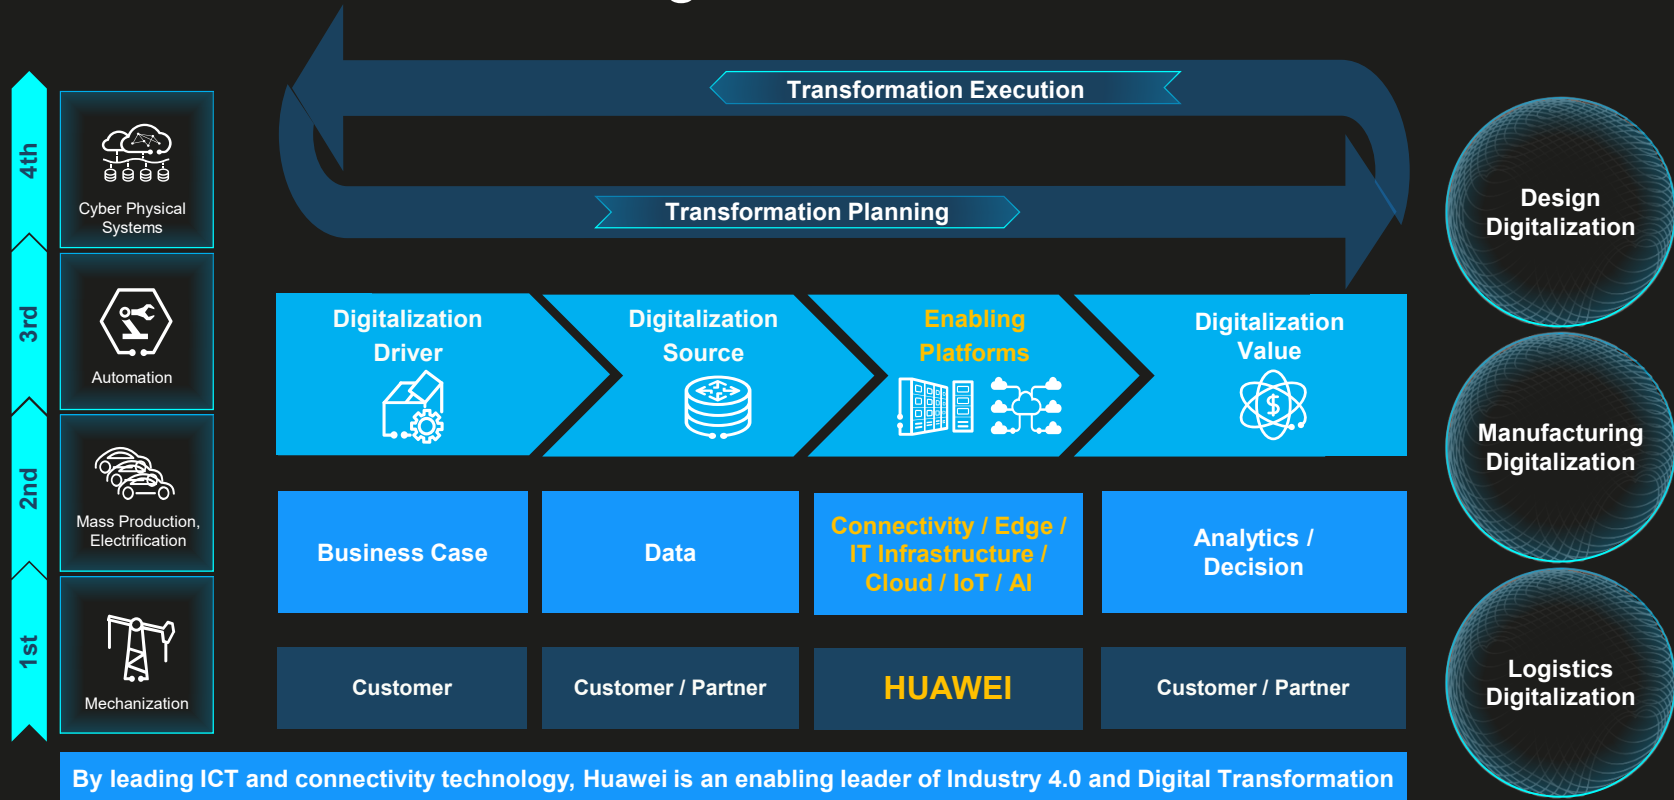 Transformation Execution
Transformation Planning
4th
Cyber Physical
Systems
3rd
Automation
2nd
Mass Production,
Electrification
1st
Mechanization
Digitalization
Driver
Digitalization
Source
Enabling
Platforms
Digitalization
Value
$
Business Case
Data
Connectivity / Edge /
IT Infrastructure /
Cloud / IoT / AI
Analytics /
Decision
Customer
Customer / Partner
HUAWEI
Customer / Partner
Design
Digitalization
Manufacturing
Digitalization
Logistics
Digitalization
By leading ICT and connectivity technology, Huawei is an enabling leader of Industry 4.0 and Digital Transformation